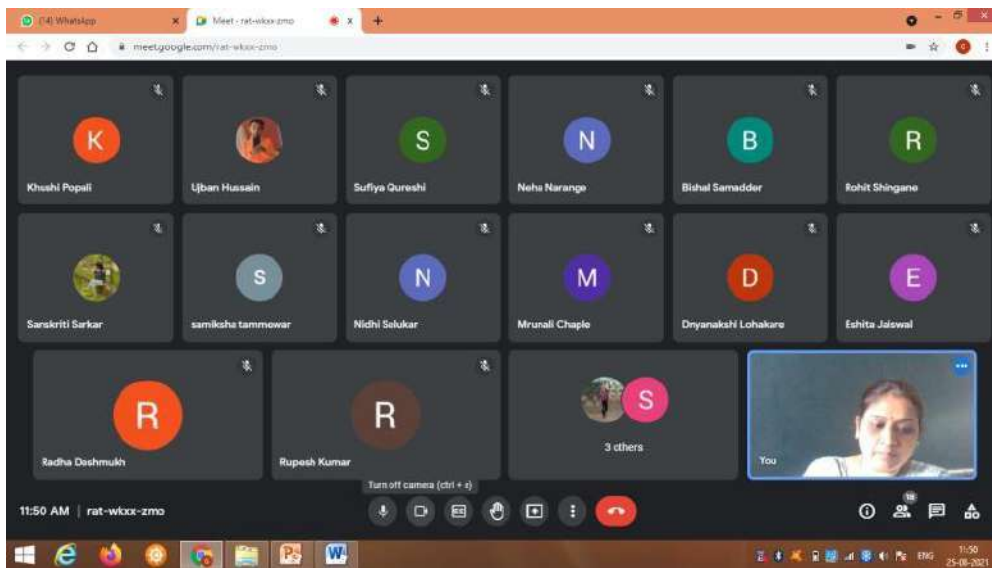 (14) WhatsApp
Meet - rat-wkxx-zmo
meet.google.com/rat-wkxx-zmo
G
K
S
N
B
R
Khushi Popali
Ujban Hussain
Sufiya Qureshi
Neha Narange
Bishal Samadder
Rohit Shingane
s
N
M
D
E
Sanskriti Sarkar
samiksha tammewar
Nidhi Selukar
Mrunali Chaple
Dnyanakshi Lohakare
Eshita Jaiswal
R
R
S
3 others
Radha Deshmukh
Rupesh Kumar
You
Turn off camera (ctrl + e)
11:50 AM | rat-wkxx-zmo
18
ENG
11:50
25-08-2021